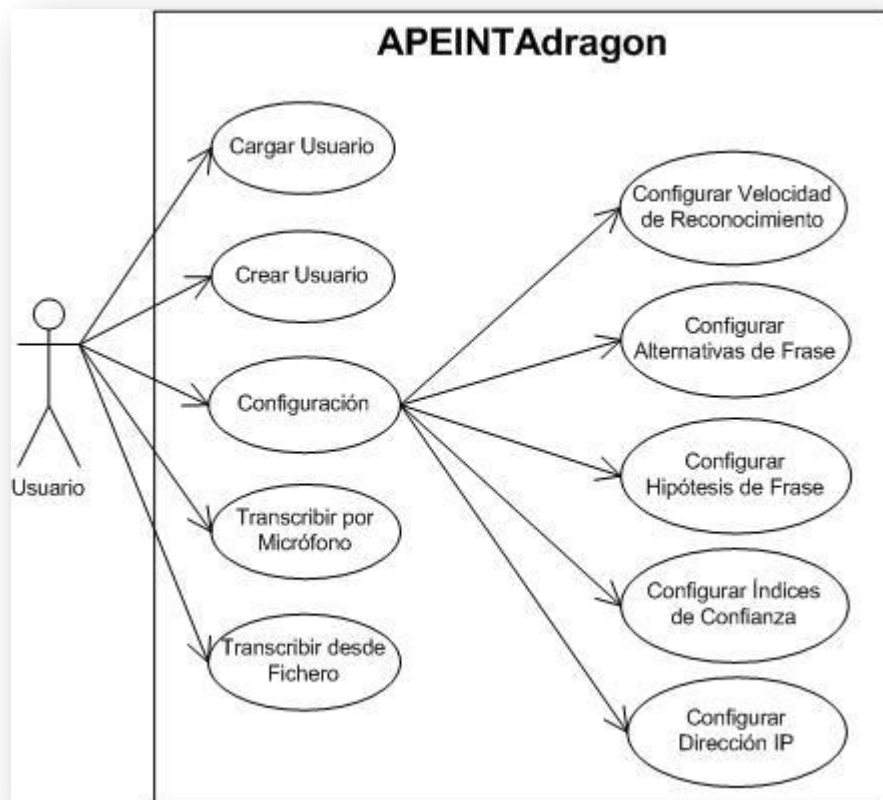 APEINTAdragon
Cargar Usuario
Crear Usuario
Configuración
Transcribir por
Micrófono
Transcribir desde
Fichero
Usuario
Configurar Velocidad
de Reconocimiento
Configurar
Alternativas de Frase
Configurar
Hipótesis de Frase
Configurar Índices
de Confianza
Configurar
Dirección IP